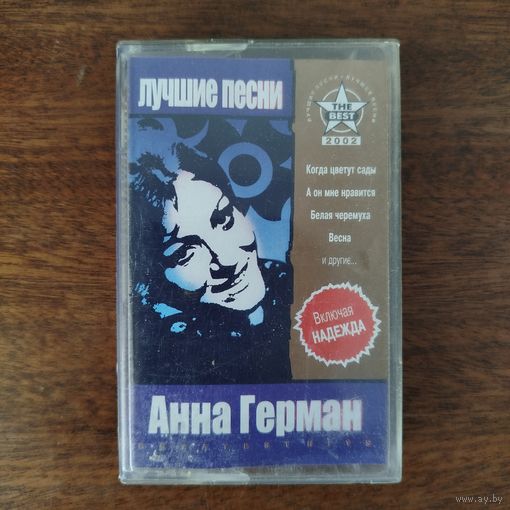 лучшие песни
THE
BEST
2002
Когда цветут сады
А он мне нравится
Белая черемуха
Весна
и другие...
Включая
НАДЕЖДА
Анна Герман
www.ay.by